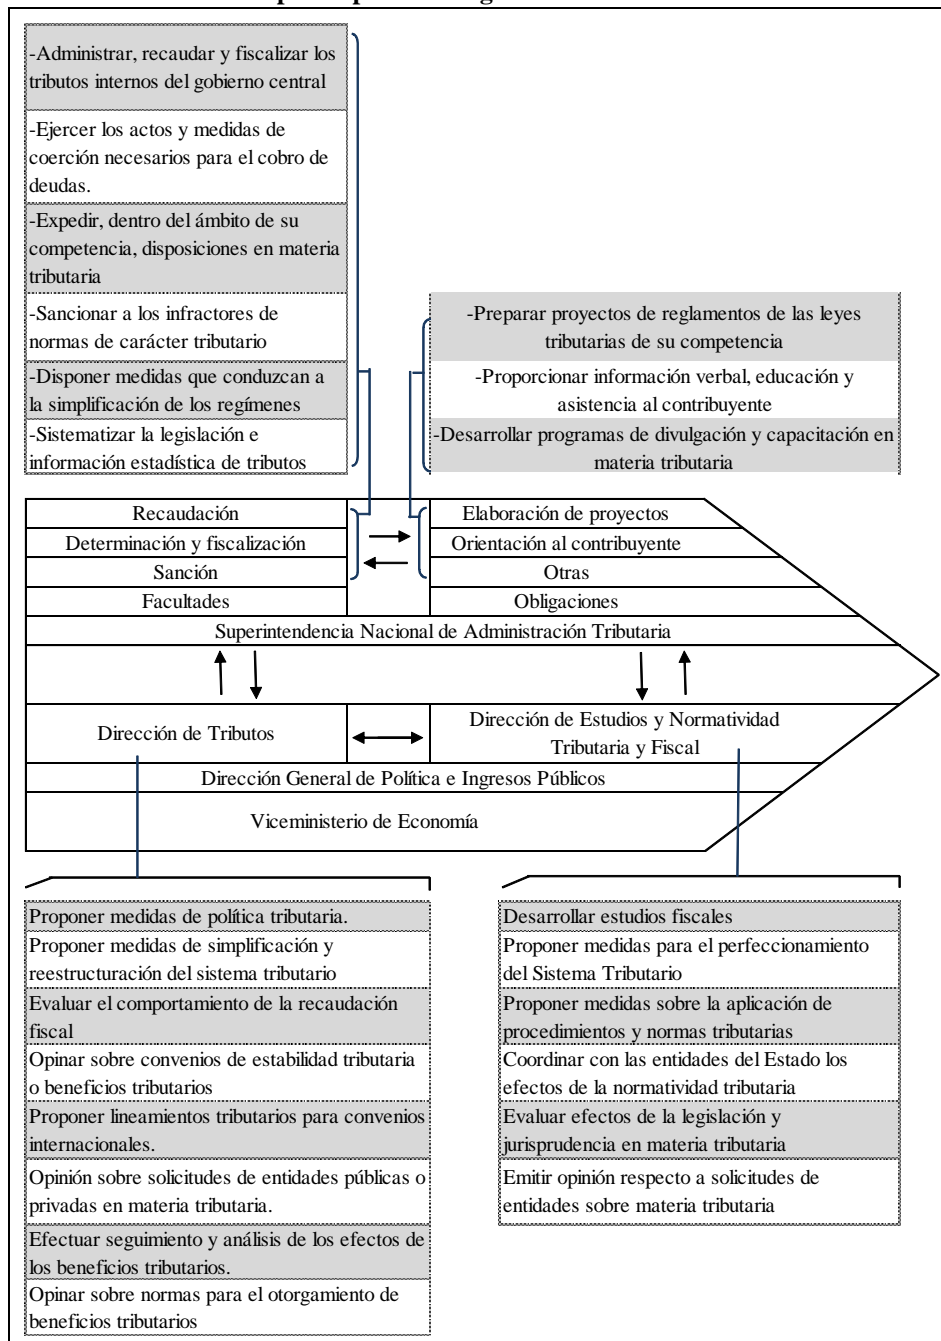 -Administrar, recaudar y fiscalizar los
tributos internos del gobierno central
-Ejercer los actos y medidas de
coerción necesarios para el cobro de
deudas.
-Expedir, dentro del ámbito de su
competencia, disposiciones en materia
tributaria
-Sancionar a los infractores de
normas de carácter tributario
-Disponer medidas que conduzcan a
la simplificación de los regímenes
-Sistematizar la legislación e
información estadística de tributos
-Preparar proyectos de reglamentos de las leyes
tributarias de su competencia
-Proporcionar información verbal, educación y
asistencia al contribuyente
-Desarrollar programas de divulgación y capacitación en
materia tributaria
Recaudación
Determinación y fiscalización
Sanción
Facultades
Elaboración de proyectos
Orientación al contribuyente
Otras
Obligaciones
Superintendencia Nacional de Administración Tributaria
Dirección de Tributos
Dirección de Estudios y Normatividad
Tributaria y Fiscal
Dirección General de Política e Ingresos Públicos
Viceministerio de Economía
Proponer medidas de política tributaria.
Proponer medidas de simplificación y
reestructuración del sistema tributario
Evaluar el comportamiento de la recaudación
fiscal
Opinar sobre convenios de estabilidad tributaria
o beneficios tributarios
Proponer lineamientos tributarios para convenios
internacionales.
Opinión sobre solicitudes de entidades públicas o
privadas en materia tributaria.
Efectuar seguimiento y análisis de los efectos de
los beneficios tributarios.
Opinar sobre normas para el otorgamiento de
beneficios tributarios
Desarrollar estudios fiscales
Proponer medidas para el perfeccionamiento
del Sistema Tributario
Proponer medidas sobre la aplicación de
procedimientos y normas tributarias
Coordinar con las entidades del Estado los
efectos de la normatividad tributaria
Evaluar efectos de la legislación y
jurisprudencia en materia tributaria
Emitir opinión respecto a solicitudes de
entidades sobre materia tributaria